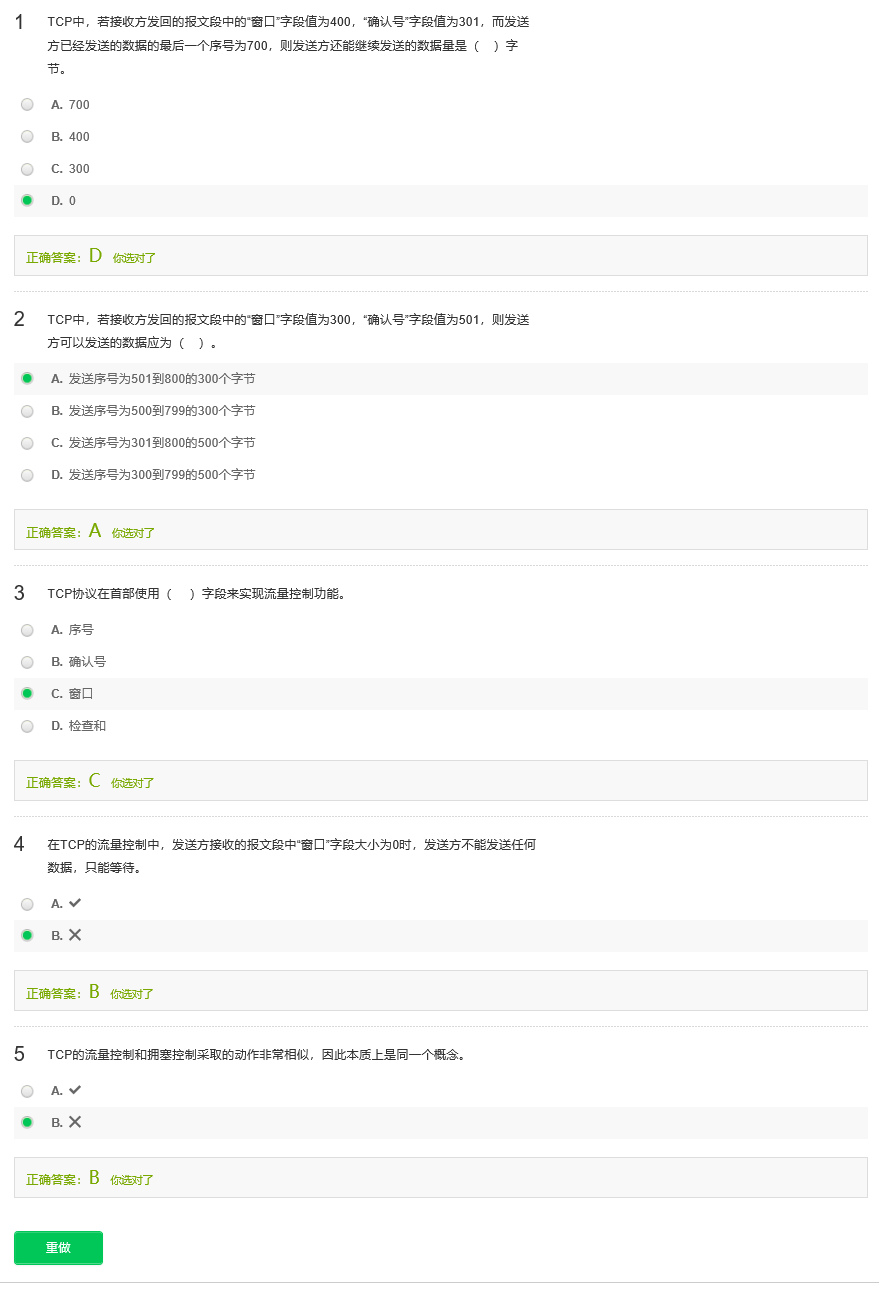 1 TCP中，若接收方发回的报文段中的“窗口”字段值为400，“确认号”字段值为301，而发送
方已经发送的数据的最后一个序号为700，则发送方还能继续发送的数据量是（ ）字
节。
A. 700
B. 400
C. 300
D. 0
正确答案：D 你选对了
2 TCP中，若接收方发回的报文段中的“窗口”字段值为300，“确认号”字段值为501，则发送
方可以发送的数据应为（ ）。
A. 发送序号为501到800的300个字节
B. 发送序号为500到799的300个字节
C. 发送序号为301到800的500个字节
D. 发送序号为300到799的500个字节
正确答案：A 你选对了
3 TCP协议在首部使用（ ）字段来实现流量控制功能。
A. 序号
B. 确认号
C. 窗口
D. 检查和
正确答案：C 你选对了
4 在TCP的流量控制中，发送方接收的报文段中“窗口”字段大小为0时，发送方不能发送任何
数据，只能等待。
A. ✔
B. ✕
正确答案：B 你选对了
5 TCP的流量控制和拥塞控制采取的动作非常相似，因此本质上是同一个概念。
A. ✔
B. ✕
正确答案：B 你选对了
重做